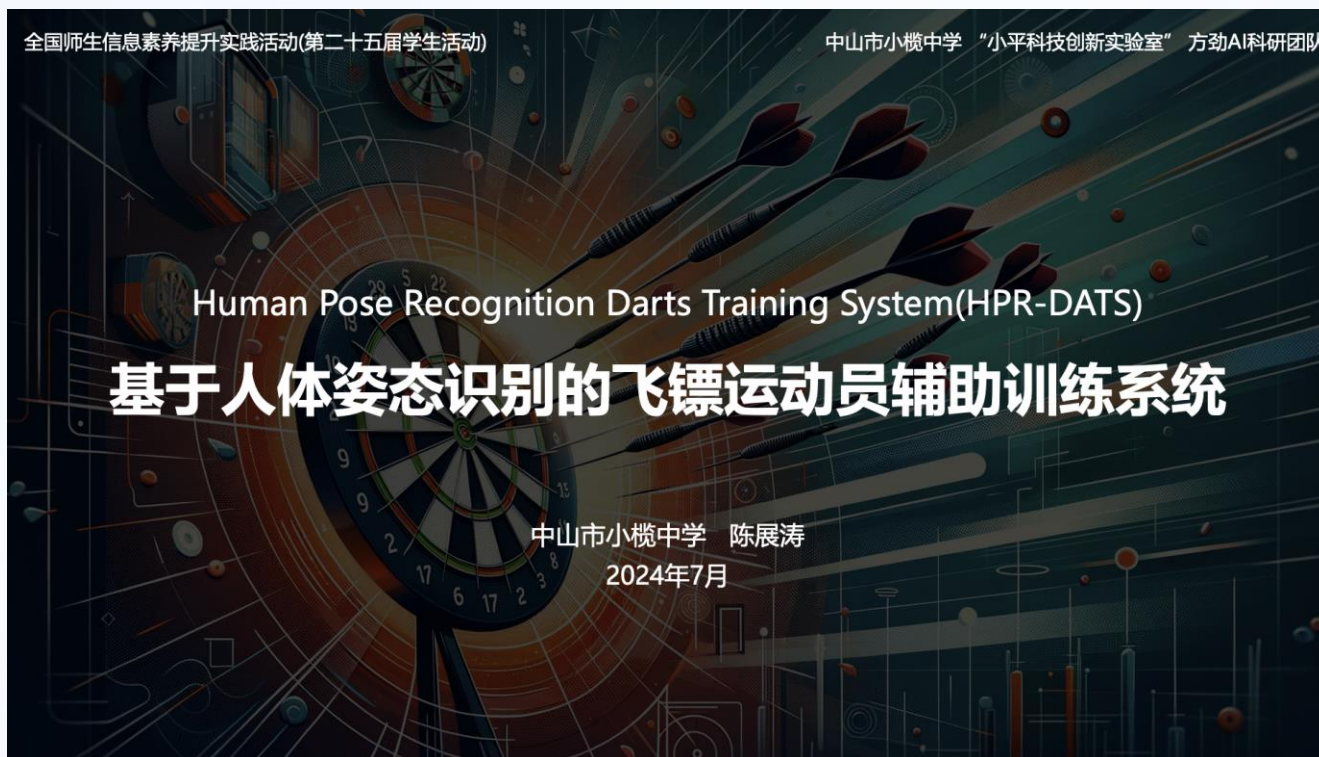 全国师生信息素养提升实践活动(第二十五届学生活动)
中山市小榄中学 “小平科技创新实验室” 方劲AI科研团队
Human Pose Recognition Darts Training System(HPR-DATS)
基于人体姿态识别的飞镖运动员辅助训练系统
中山市小榄中学 陈展涛
2024年7月